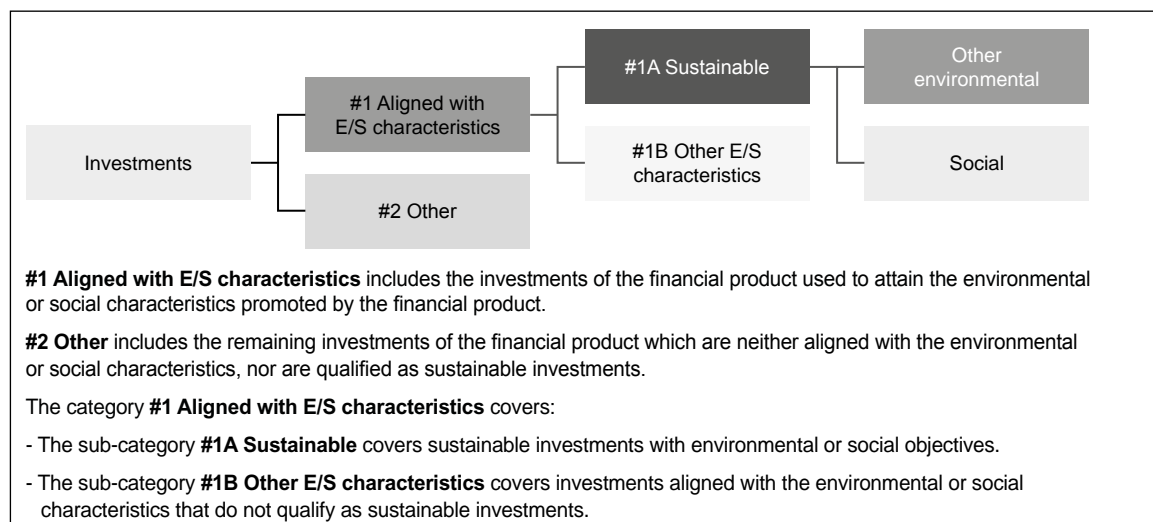 #1A Sustainable
Other
environmental
#1 Aligned with
E/S characteristics
Investments
#1B Other E/S
characteristics
Social
#2 Other
#1 Aligned with E/S characteristics includes the investments of the financial product used to attain the environmental
or social characteristics promoted by the financial product.
#2 Other includes the remaining investments of the financial product which are neither aligned with the environmental
or social characteristics, nor are qualified as sustainable investments.
The category #1 Aligned with E/S characteristics covers:
- The sub-category #1A Sustainable covers sustainable investments with environmental or social objectives.
- The sub-category #1B Other E/S characteristics covers investments aligned with the environmental or social
characteristics that do not qualify as sustainable investments.